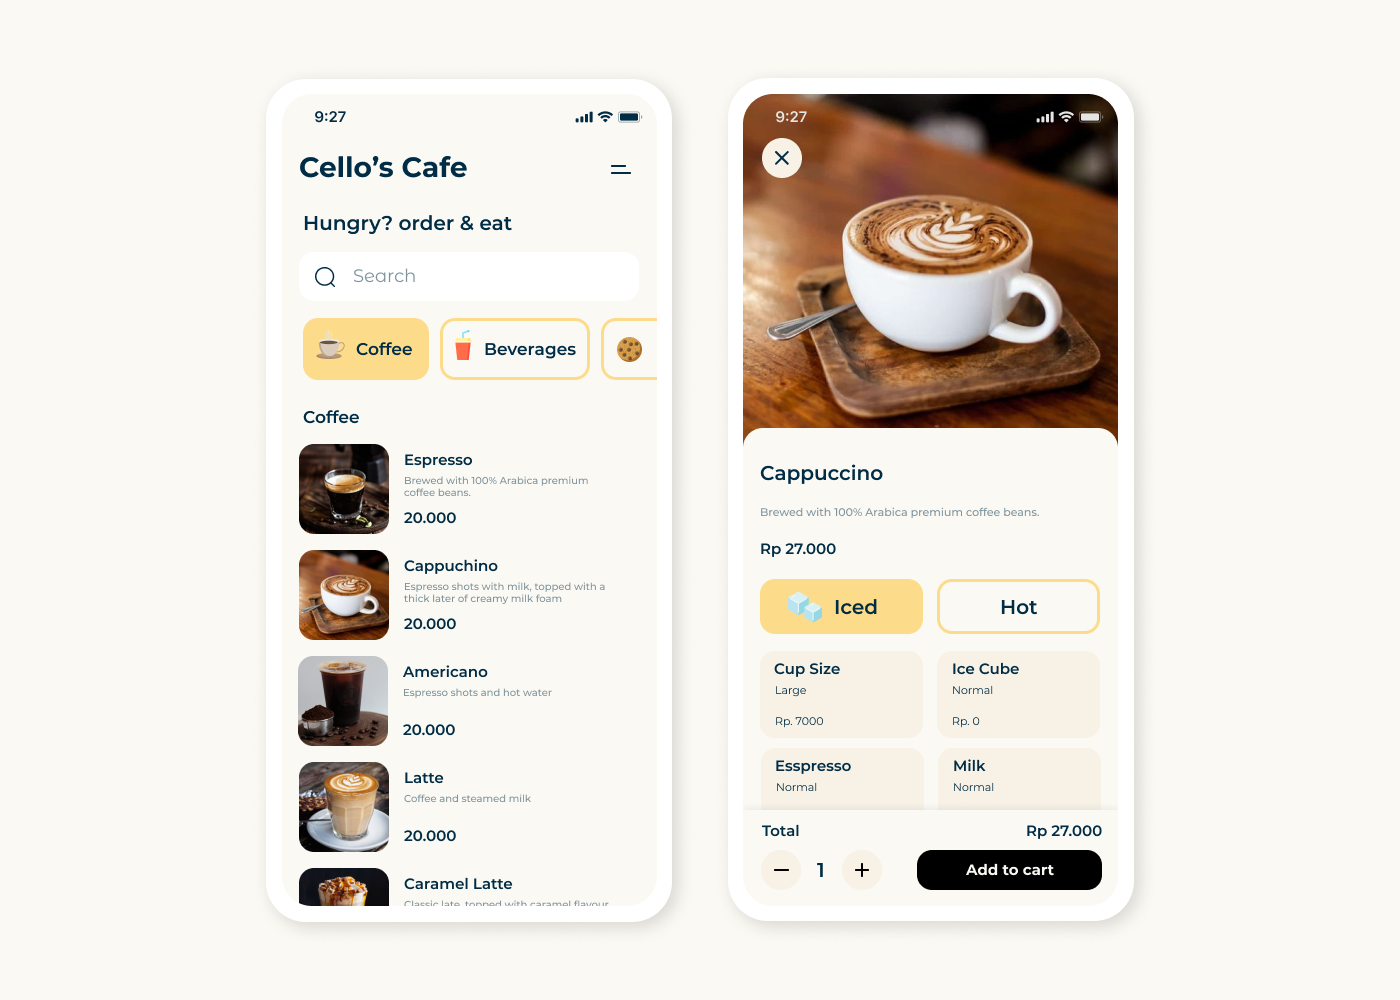 9:27
Cello's Cafe
Hungry? order & eat
Search
Coffee
Beverages
Coffee
Espresso
Brewed with 100% Arabica premium
coffee beans.
20.000
Cappuchino
Espresso shots with milk, topped with a
thick later of creamy milk foam
20.000
Americano
Espresso shots and hot water
20.000
Latte
Coffee and steamed milk
20.000
Caramel Latte
Classic late, topped with caramel flavour
9:27
Cappuccino
Brewed with 100% Arabica premium coffee beans.
Rp 27.000
Iced
Hot
Cup Size
Large
Rp. 7000
Ice Cube
Normal
Rp. 0
Esspresso
Normal
Milk
Normal
Total
Rp 27.000
1
Add to cart